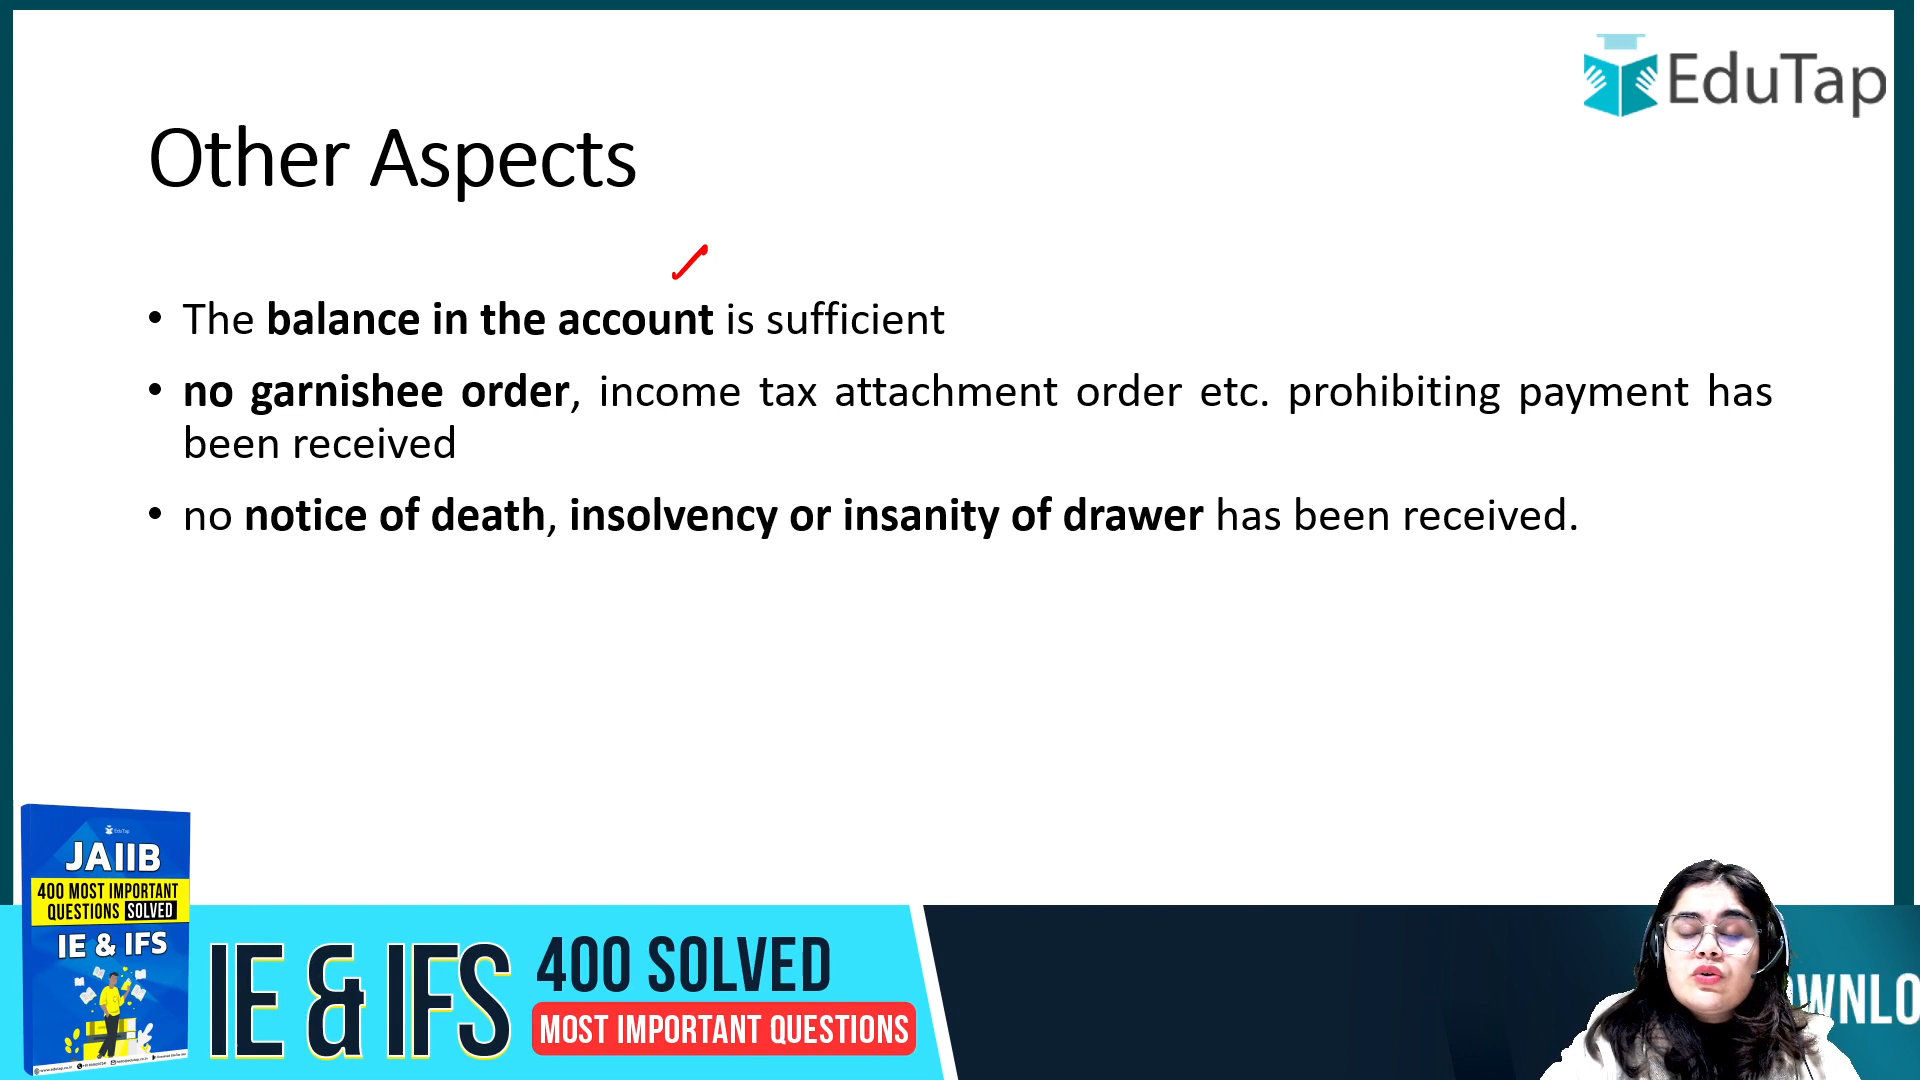 EduTap
Other Aspects
• The balance in the account is sufficient
• no garnishee order, income tax attachment order etc. prohibiting payment has
been received
• no notice of death, insolvency or insanity of drawer has been received.
EduTap
JAIIB
400 MOST IMPORTANT
QUESTIONS SOLVED
IE & IFS
IE & IFS
400 SOLVED
MOST IMPORTANT QUESTIONS
OWNLO